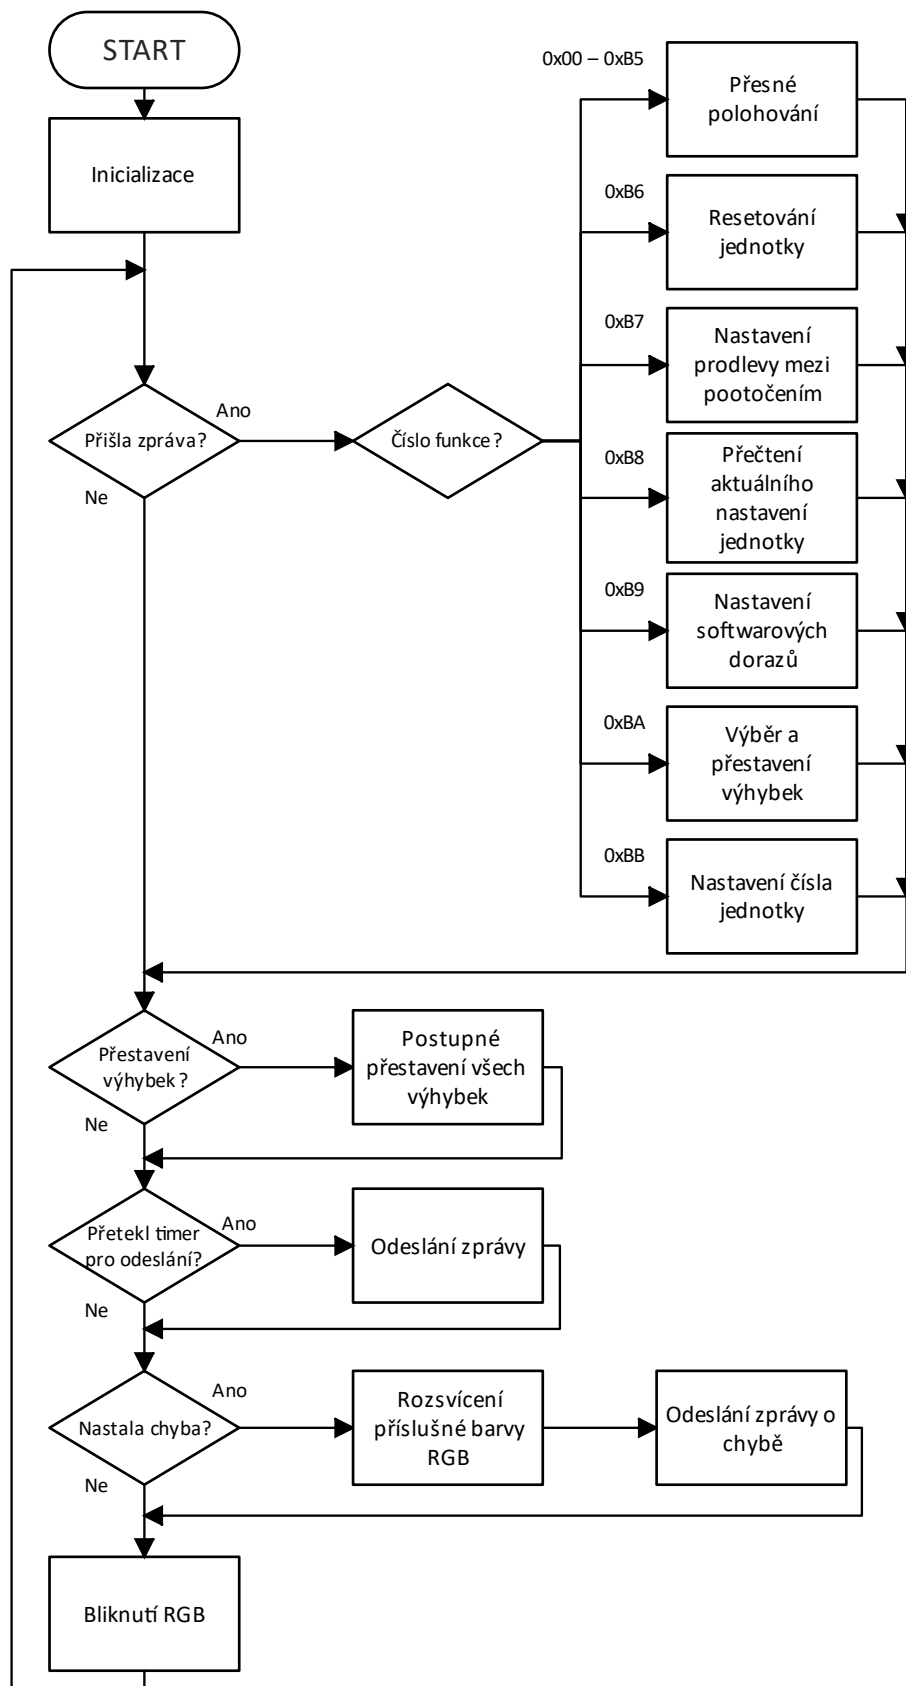 START
Inicializace
Přišla zpráva?
Ano
Ne
Číslo funkce?
0x00 – 0xB5
Přesné
polohování
0xB6
Resetování
jednotky
0xB7
Nastavení
prodlevy mezi
pootočením
0xB8
Přečtení
aktuálního
nastavení
jednotky
0xB9
Nastavení
softwarových
dorazů
0xBA
Výběr a
přestavení
výhybek
0xBB
Nastavení čísla
jednotky
Přestavení
výhybek?
Ano
Ne
Postupné
přestavení všech
výhybek
Přetekl timer
pro odeslání?
Ano
Ne
Odeslání zprávy
Nastala chyba?
Ano
Ne
Rozsvícení
příslušné barvy
RGB
Odeslání zprávy o
chybě
Bliknutí RGB